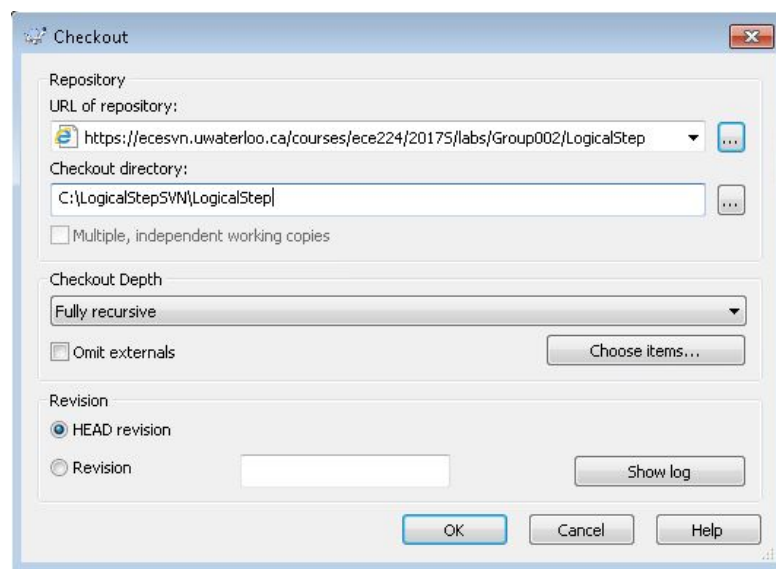 Checkout
Repository
URL of repository:
https://ecesvn.uwaterloo.ca/courses/ece224/2017S/labs/Group002/LogicalStep
...
Checkout directory:
C:\LogicalStepSVN\LogicalStep
...
Multiple, independent working copies
Checkout Depth
Fully recursive
Omit externals
Choose items...
Revision
HEAD revision
Revision
Show log
OK Cancel Help